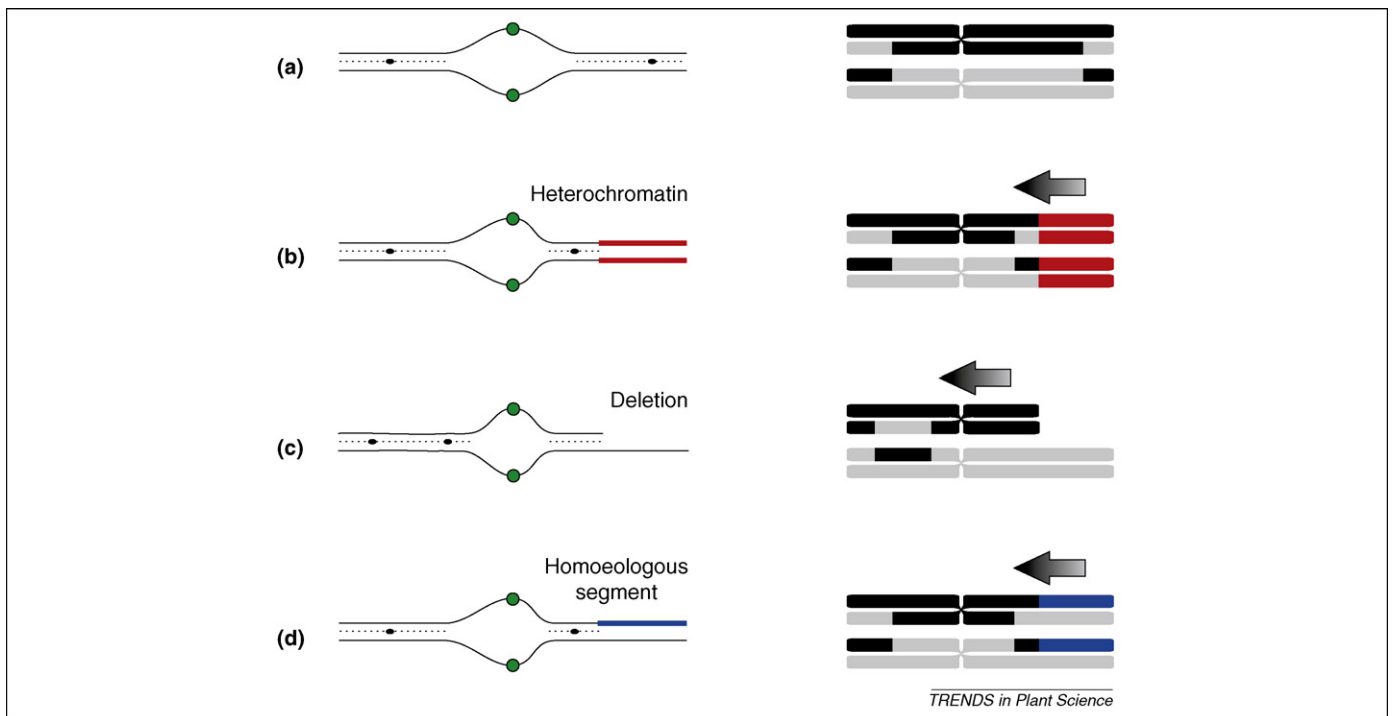 (a)
Heterochromatin
(b)
Deletion
(c)
Homoeologous
segment
(d)
TRENDS in Plant Science